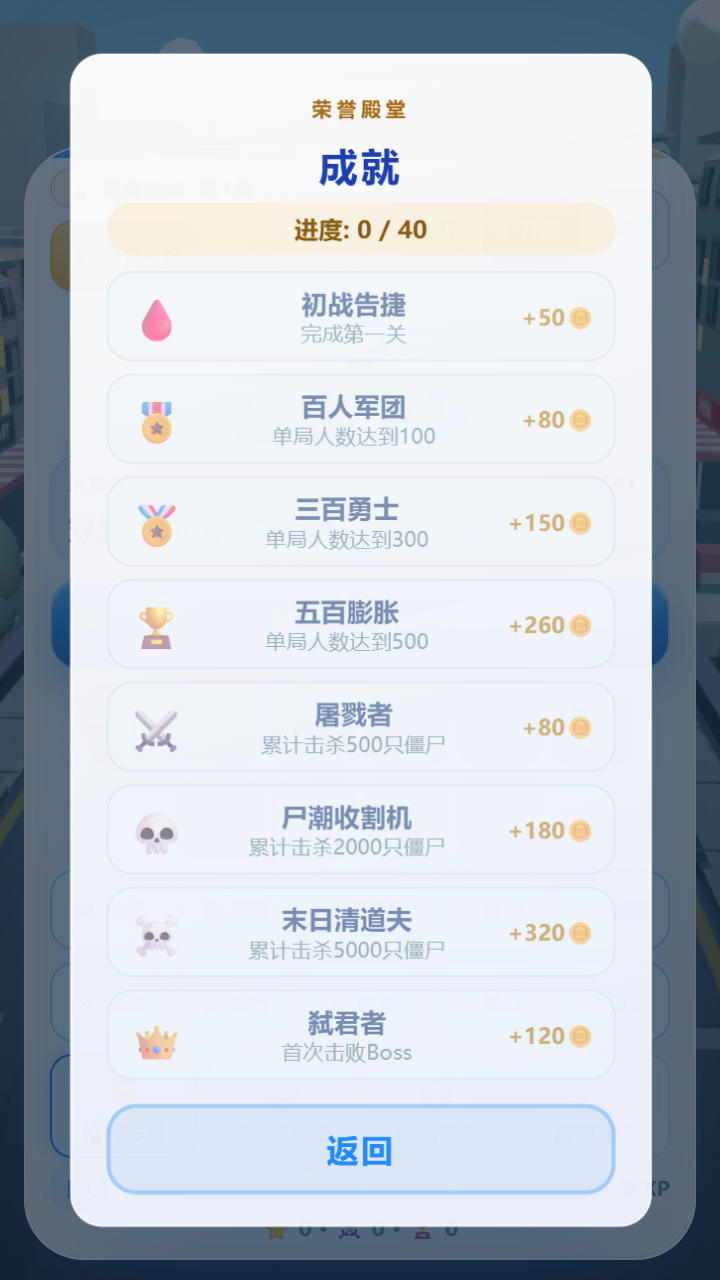 荣誉殿堂
成就
进度: 0 / 40
初战告捷
完成第一关
+50
百人军团
单局人数达到100
+80
三百勇士
单局人数达到300
+150
五百膨胀
单局人数达到500
+260
屠戮者
累计击杀500只僵尸
+80
尸潮收割机
累计击杀2000只僵尸
+180
末日清道夫
累计击杀5000只僵尸
+320
弑君者
首次击败Boss
+120
返回
XP
0 · 0 · 0